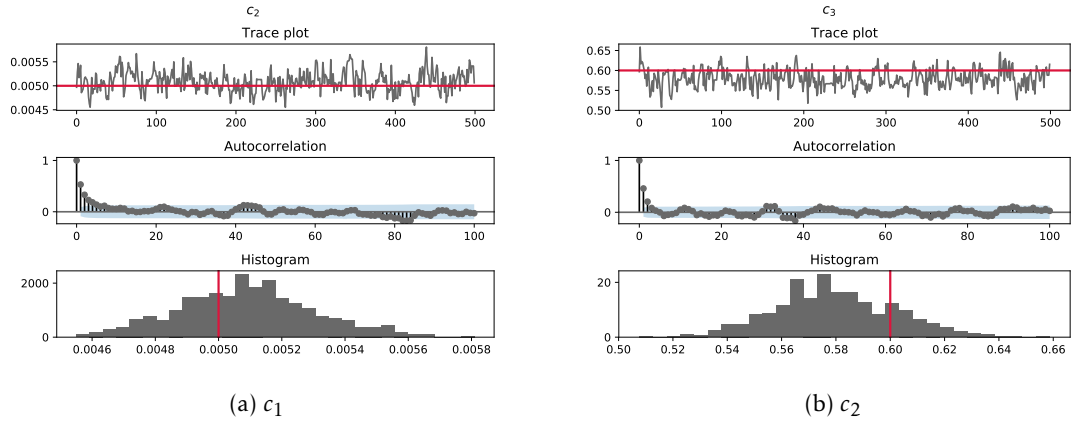 c₂
Trace plot
0.0055
0.0050
0.0045
0 100 200 300 400 500
Autocorrelation
1
0
0 20 40 60 80 100
Histogram
2000
0
0.0046 0.0048 0.0050 0.0052 0.0054 0.0056 0.0058
(a) c₁
c₃
Trace plot
0.65
0.60
0.55
0.50
0 100 200 300 400 500
Autocorrelation
1
0
0 20 40 60 80 100
Histogram
20
0
0.50 0.52 0.54 0.56 0.58 0.60 0.62 0.64 0.66
(b) c₂